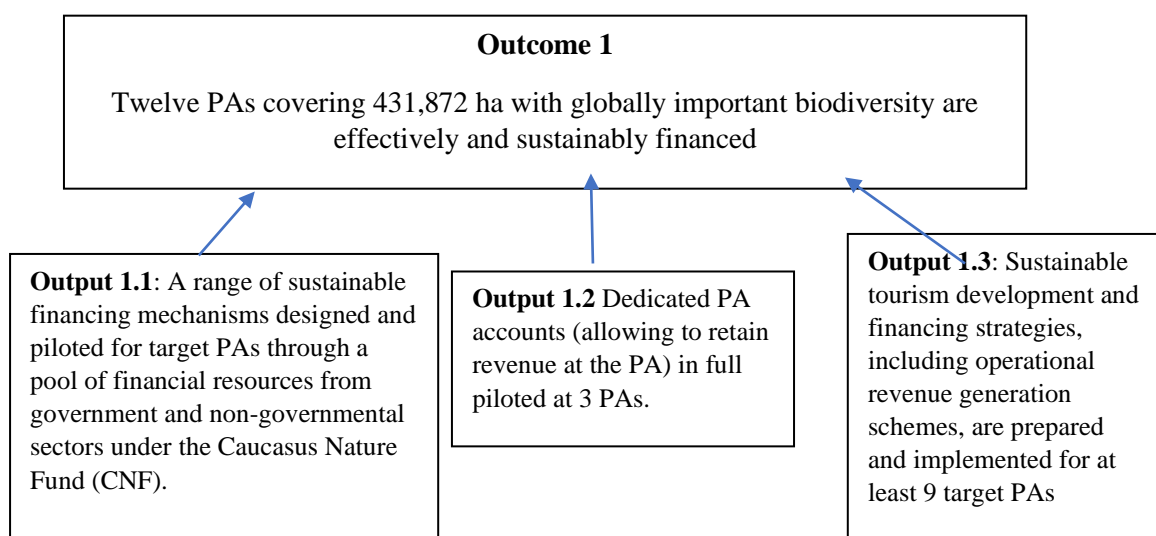 Outcome 1
Twelve PAs covering 431,872 ha with globally important biodiversity are
effectively and sustainably financed
Output 1.1: A range of sustainable
financing mechanisms designed and
piloted for target PAs through a
pool of financial resources from
government and non-governmental
sectors under the Caucasus Nature
Fund (CNF).
Output 1.2 Dedicated PA
accounts (allowing to retain
revenue at the PA) in full
piloted at 3 PAs.
Output 1.3: Sustainable
tourism development and
financing strategies,
including operational
revenue generation
schemes, are prepared
and implemented for at
least 9 target PAs